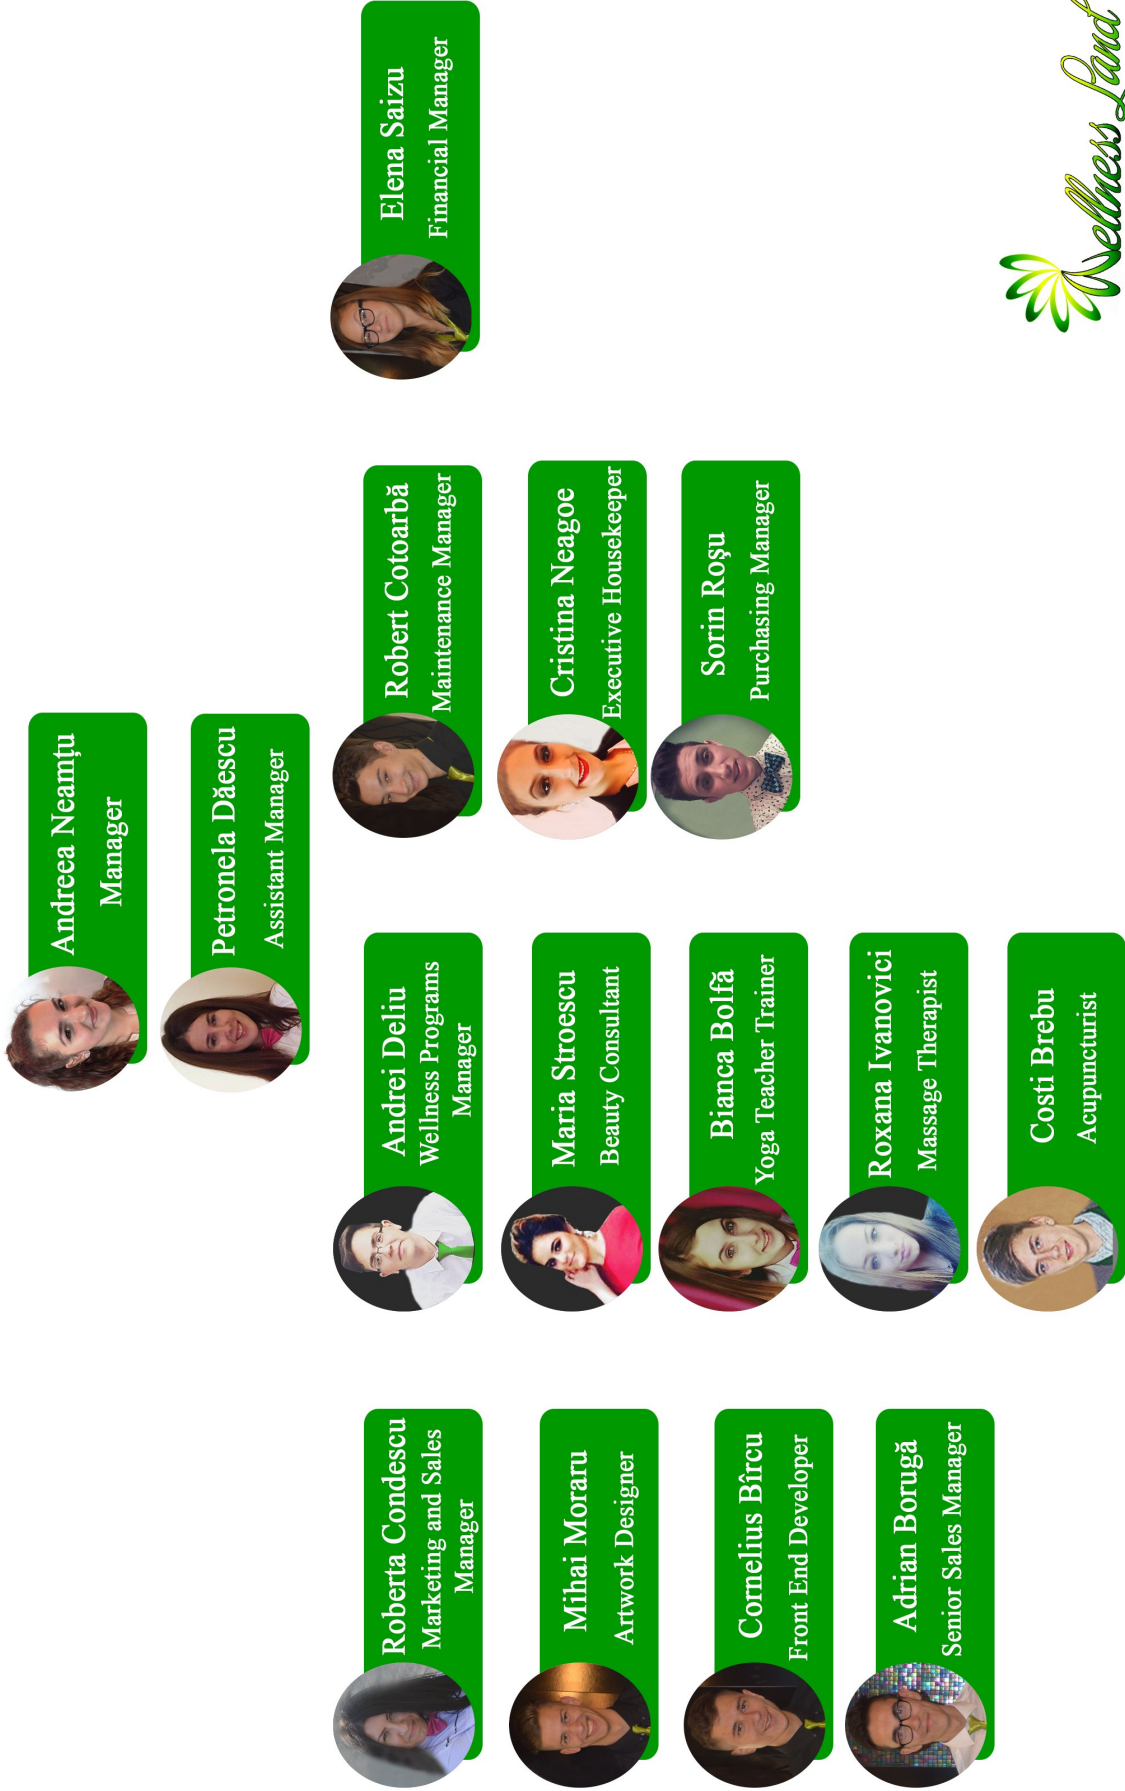 Andreea Neamțu
Manager
Petronela Dăescu
Assistant Manager
Roberta Condescu
Marketing and Sales
Manager
Mihai Moraru
Artwork Designer
Cornelius Bîrcu
Front End Developer
Adrian Borugă
Senior Sales Manager
Andrei Deliu
Wellness Programs
Manager
Maria Stroescu
Beauty Consultant
Bianca Bolfă
Yoga Teacher Trainer
Roxana Ivanovici
Massage Therapist
Costi Brebu
Acupuncturist
Robert Cotoarbă
Maintenance Manager
Cristina Neagoe
Executive Housekeeper
Sorin Roşu
Purchasing Manager
Elena Saizu
Financial Manager
Wellness Land